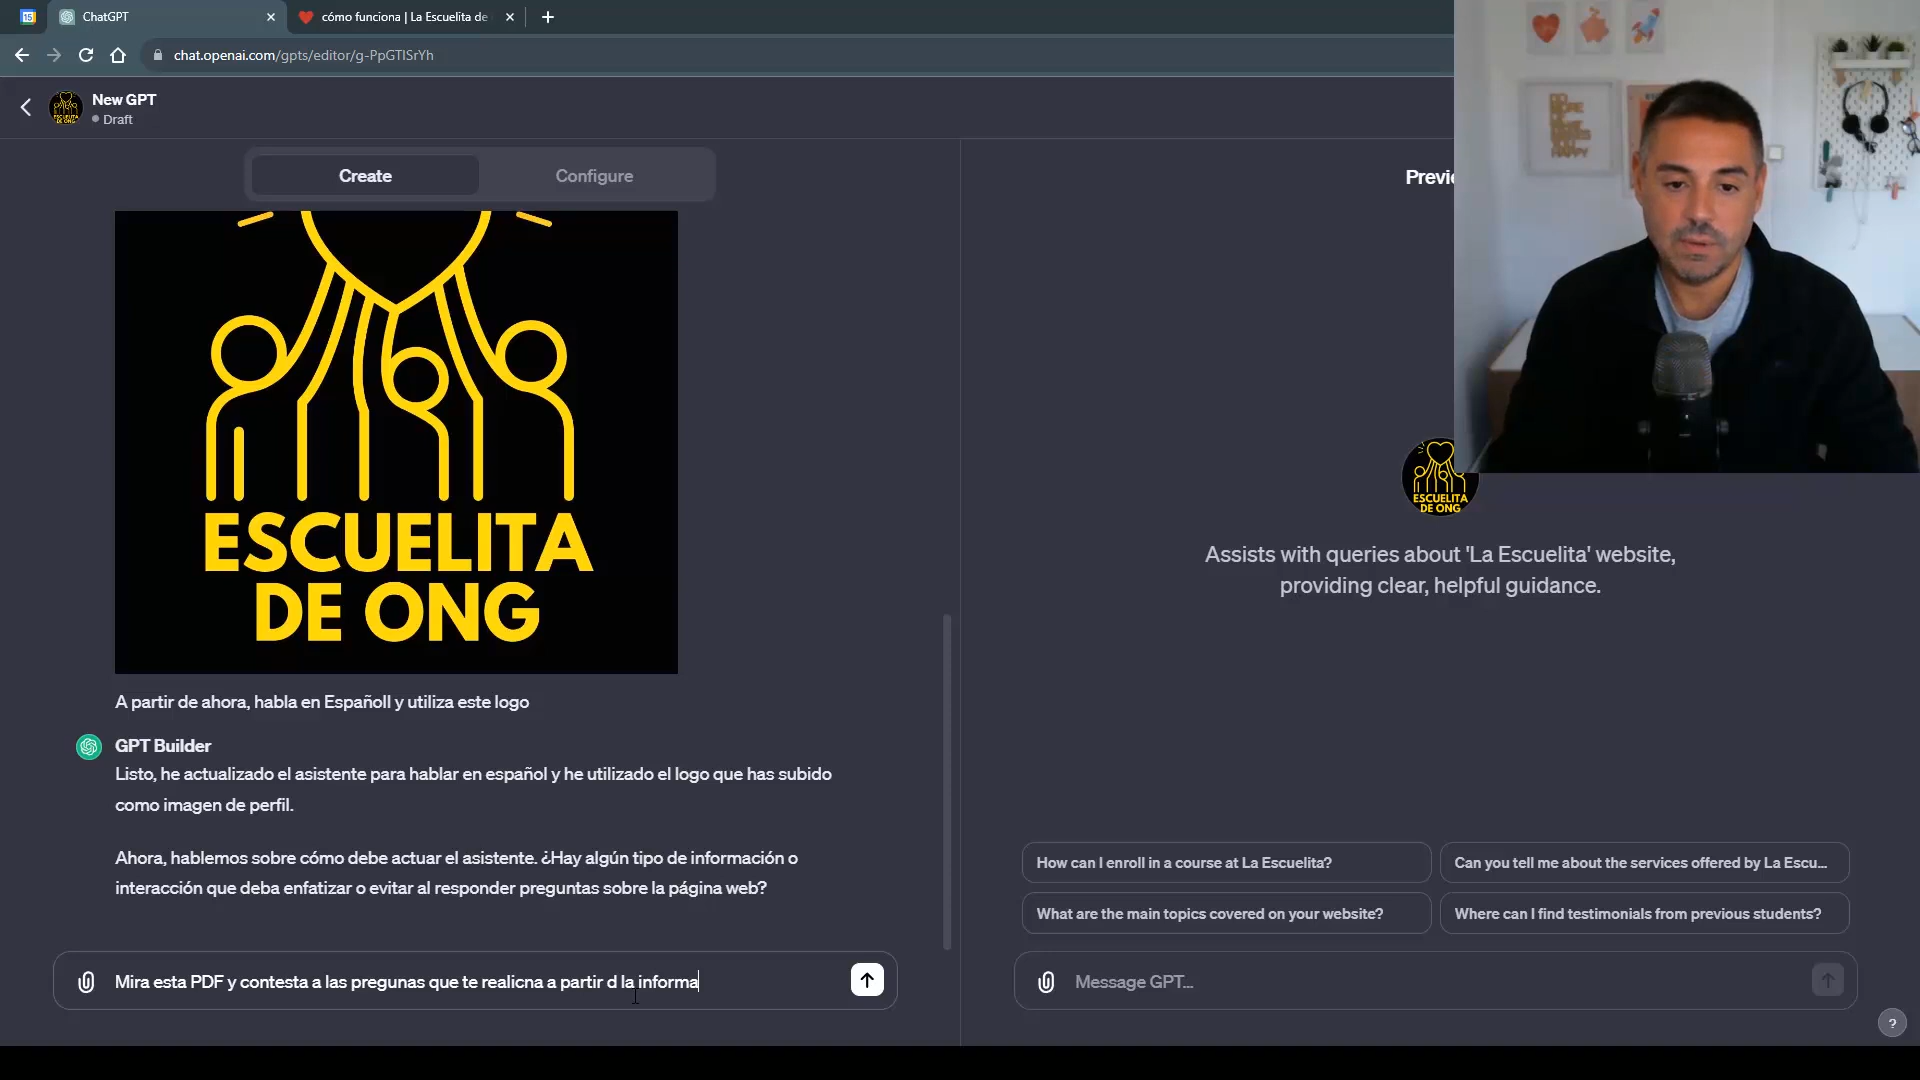 15
ChatGPT
cómo funciona | La Escuelita de
chat.openai.com/gpts/editor/g-PpGTlSrYh
New GPT
Draft
Create
Configure
ESCUELITA
DE ONG
A partir de ahora, habla en Españoll y utiliza este logo
GPT Builder
Listo, he actualizado el asistente para hablar en español y he utilizado el logo que has subido
como imagen de perfil.
Ahora, hablemos sobre cómo debe actuar el asistente. ¿Hay algún tipo de información o
interacción que deba enfatizar o evitar al responder preguntas sobre la página web?
Mira esta PDF y contesta a las pregunas que te realicna a partir d la informa
Previe
ESCUELITA
DE ONG
Assists with queries about 'La Escuelita' website,
providing clear, helpful guidance.
How can I enroll in a course at La Escuelita?
Can you tell me about the services offered by La Escu...
What are the main topics covered on your website?
Where can I find testimonials from previous students?
Message GPT...
?